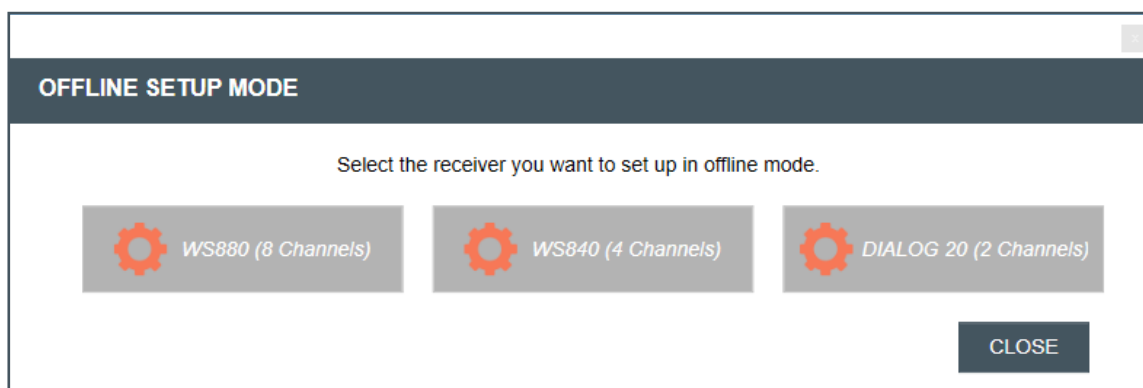 OFFLINE SETUP MODE
Select the receiver you want to set up in offline mode.
WS880 (8 Channels)
WS840 (4 Channels)
DIALOG 20 (2 Channels)
CLOSE